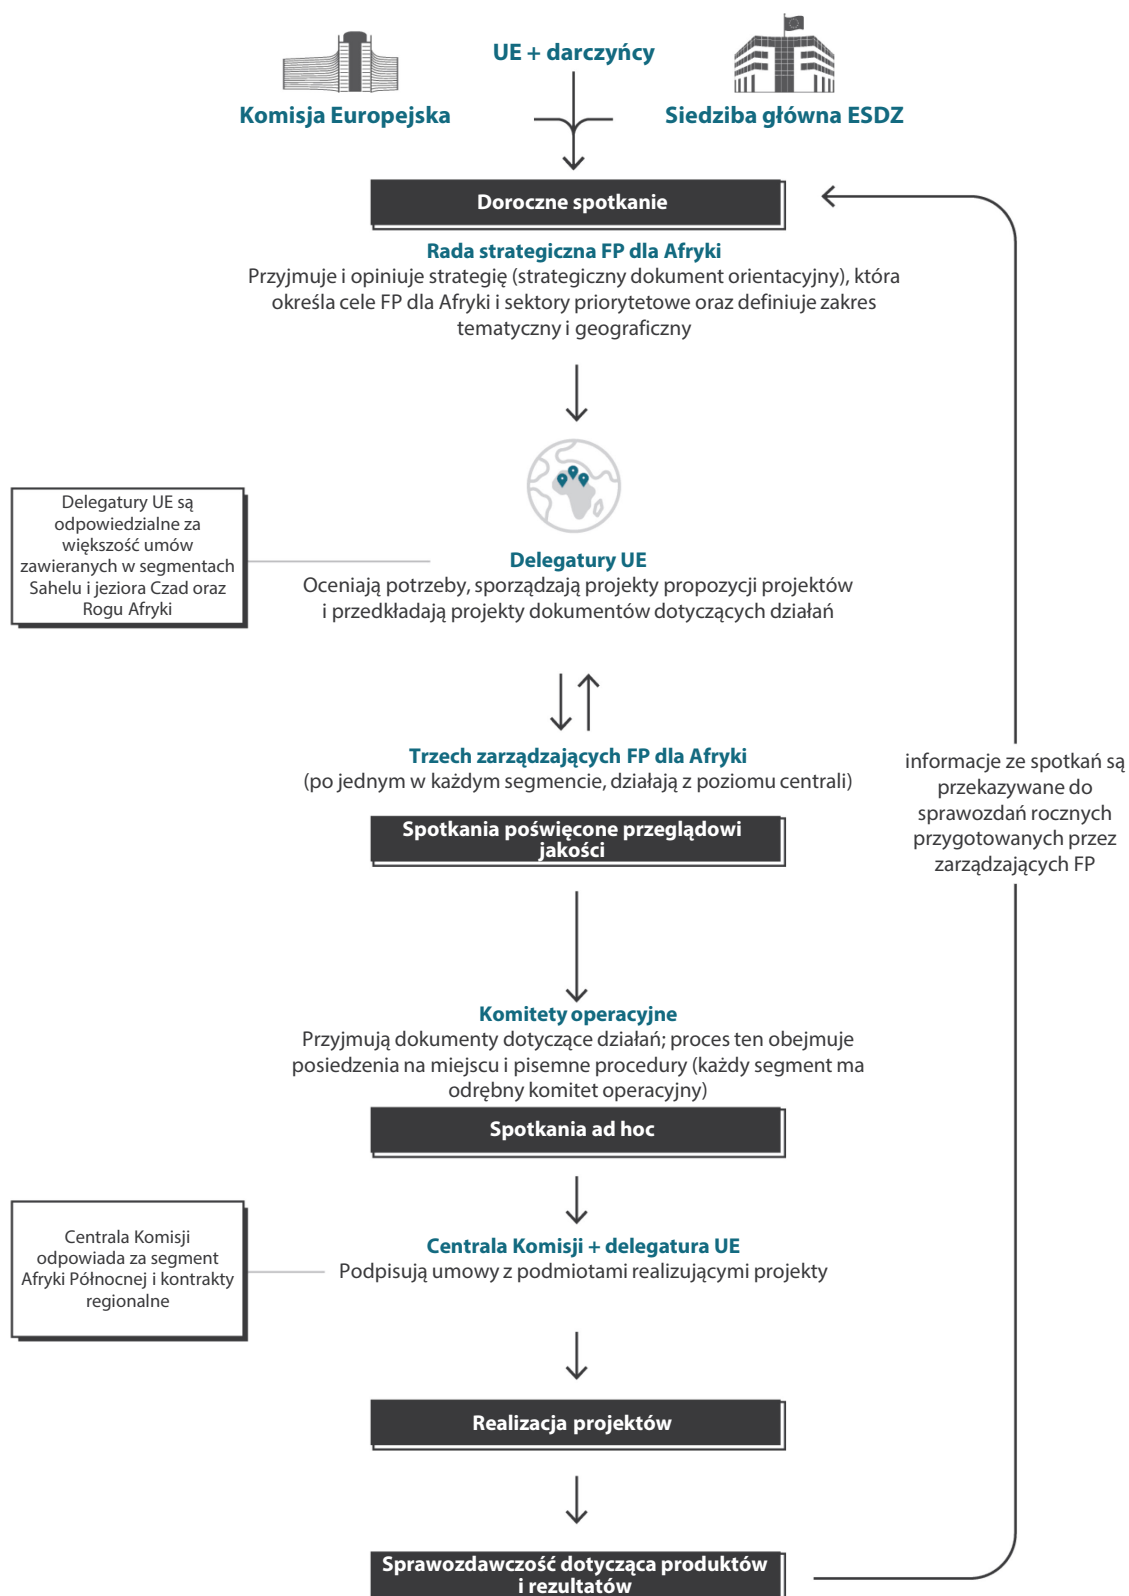 UE + darczyńcy
Komisja Europejska
Siedziba główna ESDZ
Doroczne spotkanie
Rada strategiczna FP dla Afryki
Przyjmuje i opiniuje strategię (strategiczny dokument orientacyjny), która
określa cele FP dla Afryki i sektory priorytetowe oraz definiuje zakres
tematyczny i geograficzny
Delegatury UE są
odpowiedzialne za
większość umów
zawieranych w segmentach
Sahelu i jeziora Czad oraz
Rogu Afryki
Delegatury UE
Oceniają potrzeby, sporządzają projekty propozycji projektów
i przedkładają projekty dokumentów dotyczących działań
Trzech zarządzających FP dla Afryki
(po jednym w każdym segmencie, działają z poziomu centrali)
Spotkania poświęcone przeglądowi
jakości
informacje ze spotkań są
przekazywane do
sprawozdań rocznych
przygotowanych przez
zarządzających FP
Komitety operacyjne
Przyjmują dokumenty dotyczące działań; proces ten obejmuje
posiedzenia na miejscu i pisemne procedury (każdy segment ma
odrębny komitet operacyjny)
Spotkania ad hoc
Centrala Komisji
odpowiada za segment
Afryki Północnej i kontrakty
regionalne
Centrala Komisji + delegatura UE
Podpisują umowy z podmiotami realizującymi projekty
Realizacja projektów
Sprawozdawczość dotycząca produktów
i rezultatów